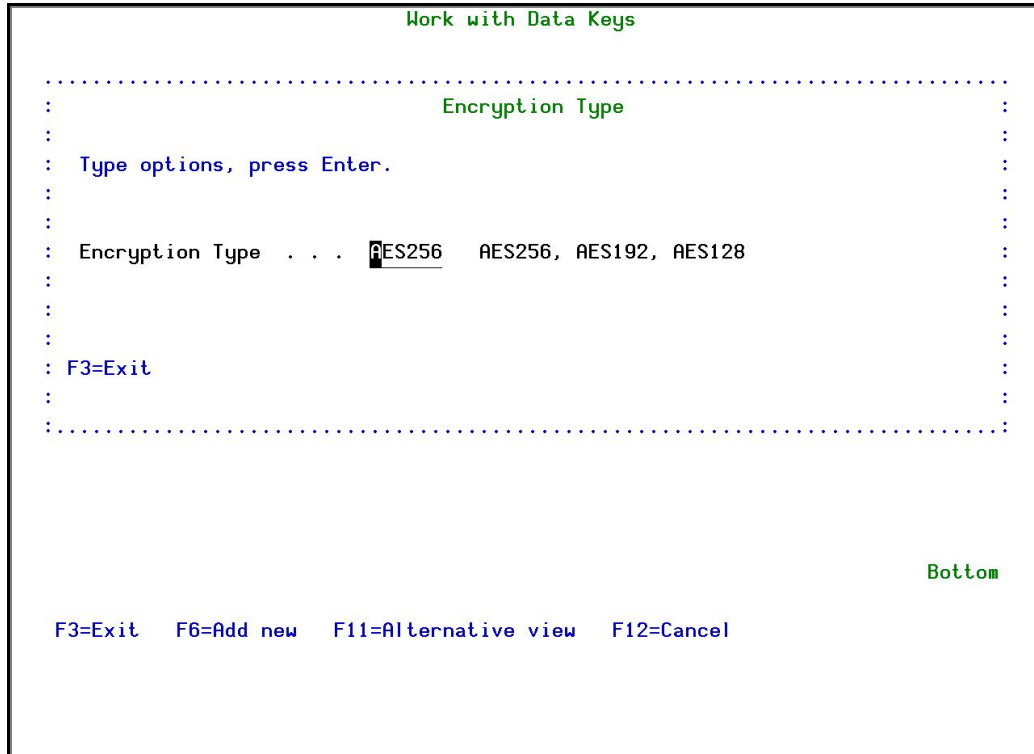 Work with Data Keys
Encryption Type
Type options, press Enter.
Encryption Type . . . AES256 AES256, AES192, AES128
F3=Exit
Bottom
F3=Exit F6=Add new F11=Alternative view F12=Cancel